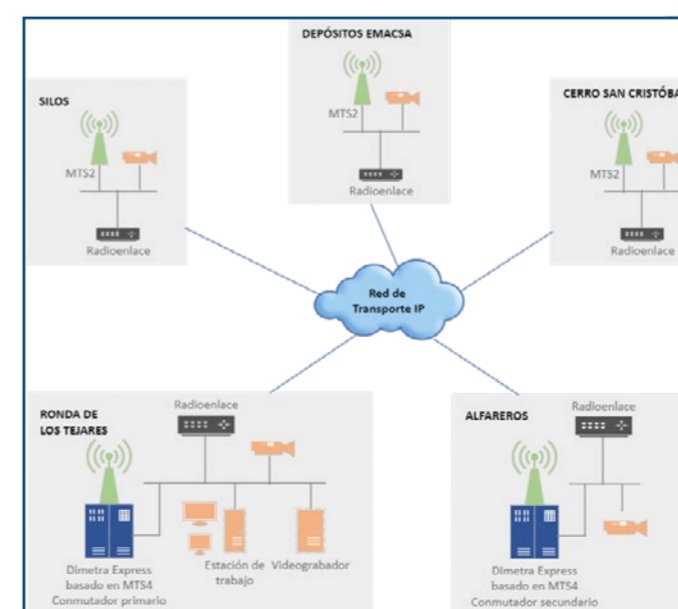 DEPÓSITOS EMACSA
MTS2
Radioenlace
SILOS
MTS2
Radioenlace
CERRO SAN CRISTÓBA
MTS2
Radioenlace
Red de
Transporte IP
RONDA DE
LOS TEJARES
Radioenlace
Dimetra Express
basado en MTS4
Conmutador primario
Estación de
trabajo
Videograbador
ALFAREROS
Radioenlace
Dimetra Express
basado en MTS4
Conmutador secundario